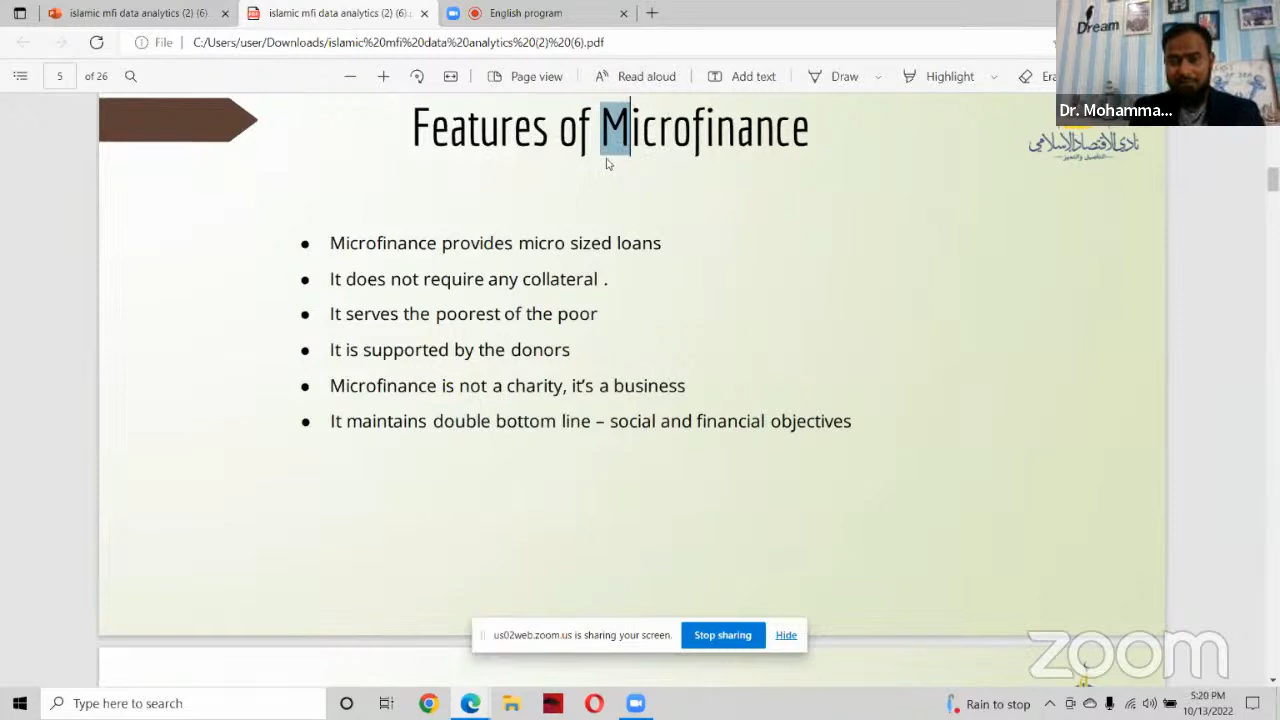 islamic mfi data analytics (2) (6)
islamic mfi data analytics (2) (6)
English program
File
C:/Users/user/Downloads/islamic%20mfi%20data%20analytics%20(2)%20(6).pdf
5 of 26
Page view
Read aloud
Add text
Draw
Highlight
Era
Dream
Dr. Mohamma...
Features of Microfinance
نادي الاقتصاد الإسلامي
● Microfinance provides micro sized loans
● It does not require any collateral .
● It serves the poorest of the poor
● It is supported by the donors
● Microfinance is not a charity, it's a business
● It maintains double bottom line – social and financial objectives
us02web.zoom.us is sharing your screen.
Stop sharing
Hide
zoom
Type here to search
Rain to stop
5:20 PM
10/13/2022